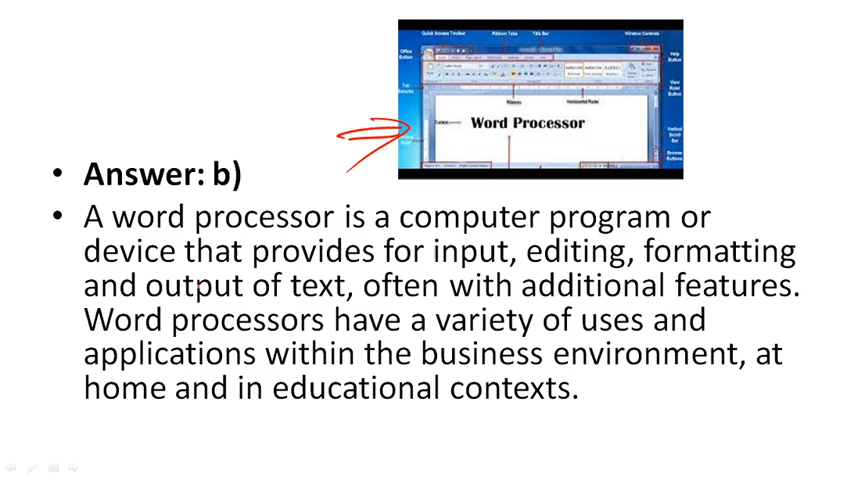 Quick Access Toolbar Ribbon Tabs Title Bar Window Controls
Office
Button
Help
Button
Tab
Selector
View
Ruler
Button
Ribbons Horizontal Ruler
Word Processor
Vertical
Scroll
Bar
Browse
Buttons
• Answer: b)
• A word processor is a computer program or
device that provides for input, editing, formatting
and output of text, often with additional features.
Word processors have a variety of uses and
applications within the business environment, at
home and in educational contexts.